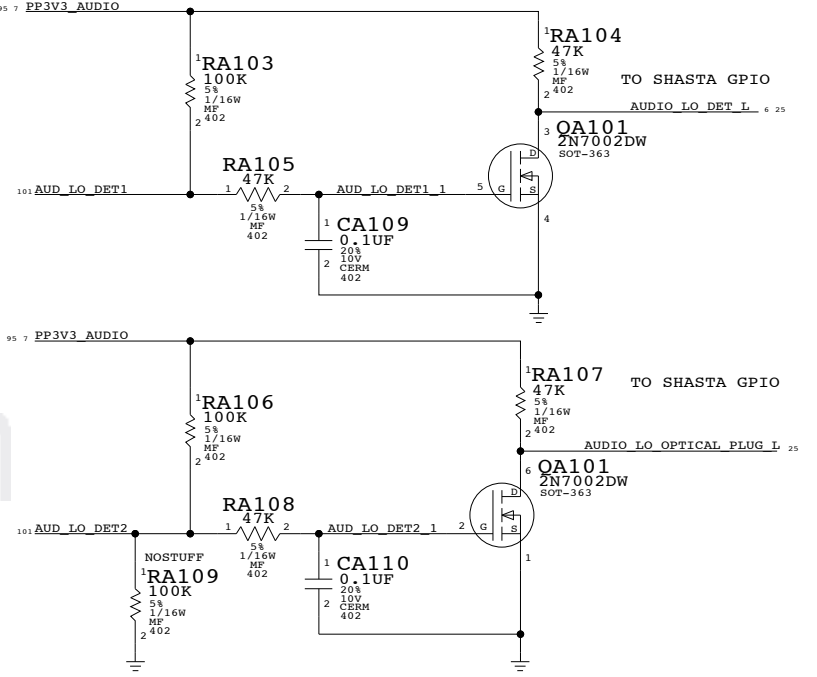 95 7 PP3V3_AUDIO
1 RA103
100K
5%
1/16W
MF
2 402
1 RA104
47K
5%
1/16W
MF
2 402
TO SHASTA GPIO
AUDIO_LO_DET_L 6 25
3 QA101
2N7002DW
SOT-363
D
5 G S
4
101 AUD_LO_DET1
RA105
47K
1 2
5%
1/16W
MF
402
AUD_LO_DET1_1
1 CA109
0.1UF
20%
10V
2 CERM
402
95 7 PP3V3_AUDIO
1 RA106
100K
5%
1/16W
MF
2 402
1 RA107
47K
5%
1/16W
MF
2 402
TO SHASTA GPIO
AUDIO_LO_OPTICAL_PLUG_L 25
6 QA101
2N7002DW
SOT-363
D
2 G S
1
101 AUD_LO_DET2
RA108
47K
1 2
5%
1/16W
MF
402
AUD_LO_DET2_1
NOSTUFF
1 RA109
100K
5%
1/16W
MF
2 402
1 CA110
0.1UF
20%
10V
2 CERM
402